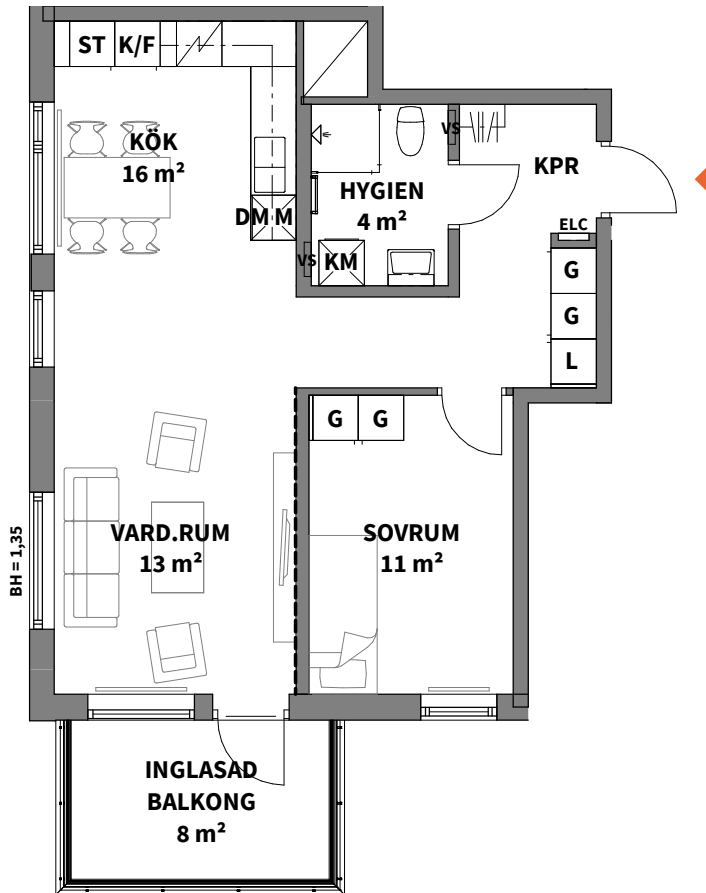 ST K/F
KÖK
16 m²
VS
KPR
HYGIEN
4 m²
DM M
ELC
VS KM
G
G
L
G G
VARD.RUM
13 m²
SOVRUM
11 m²
BH = 1,35
INGLASAD
BALKONG
8 m²